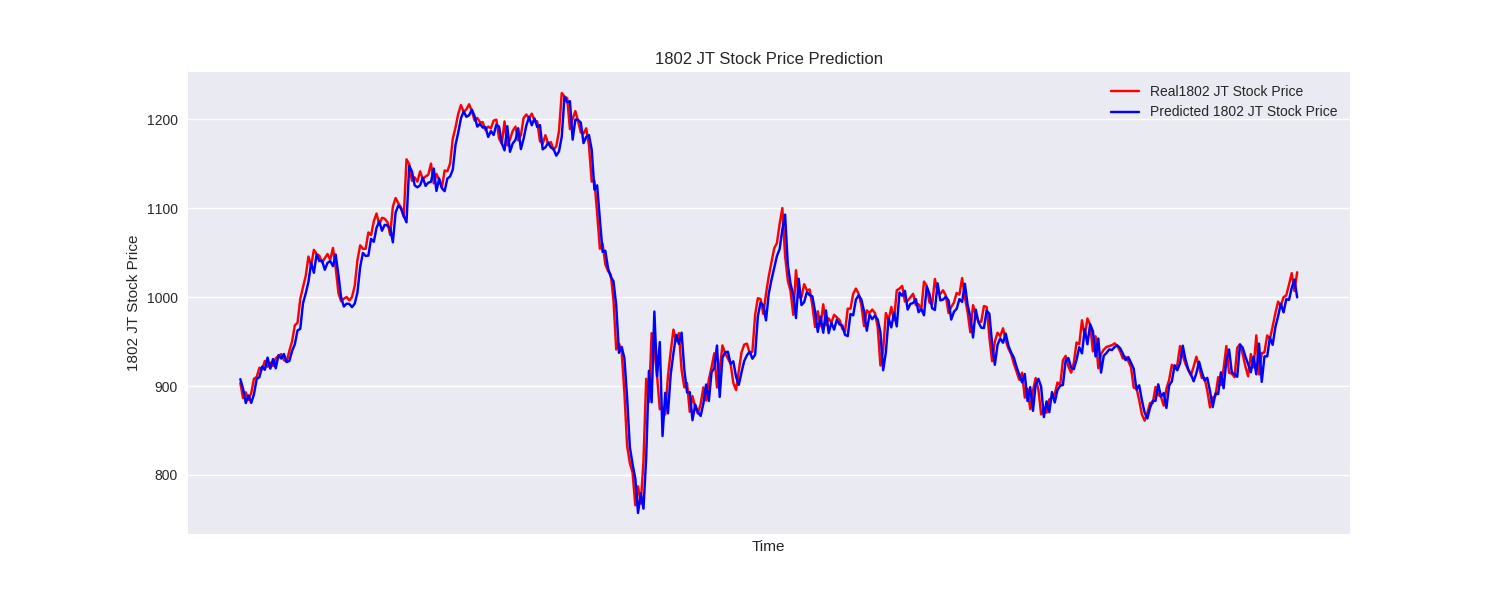 1802 JT Stock Price Prediction
Real1802 JT Stock Price
Predicted 1802 JT Stock Price
1802 JT Stock Price
1200
1100
1000
900
800
Time